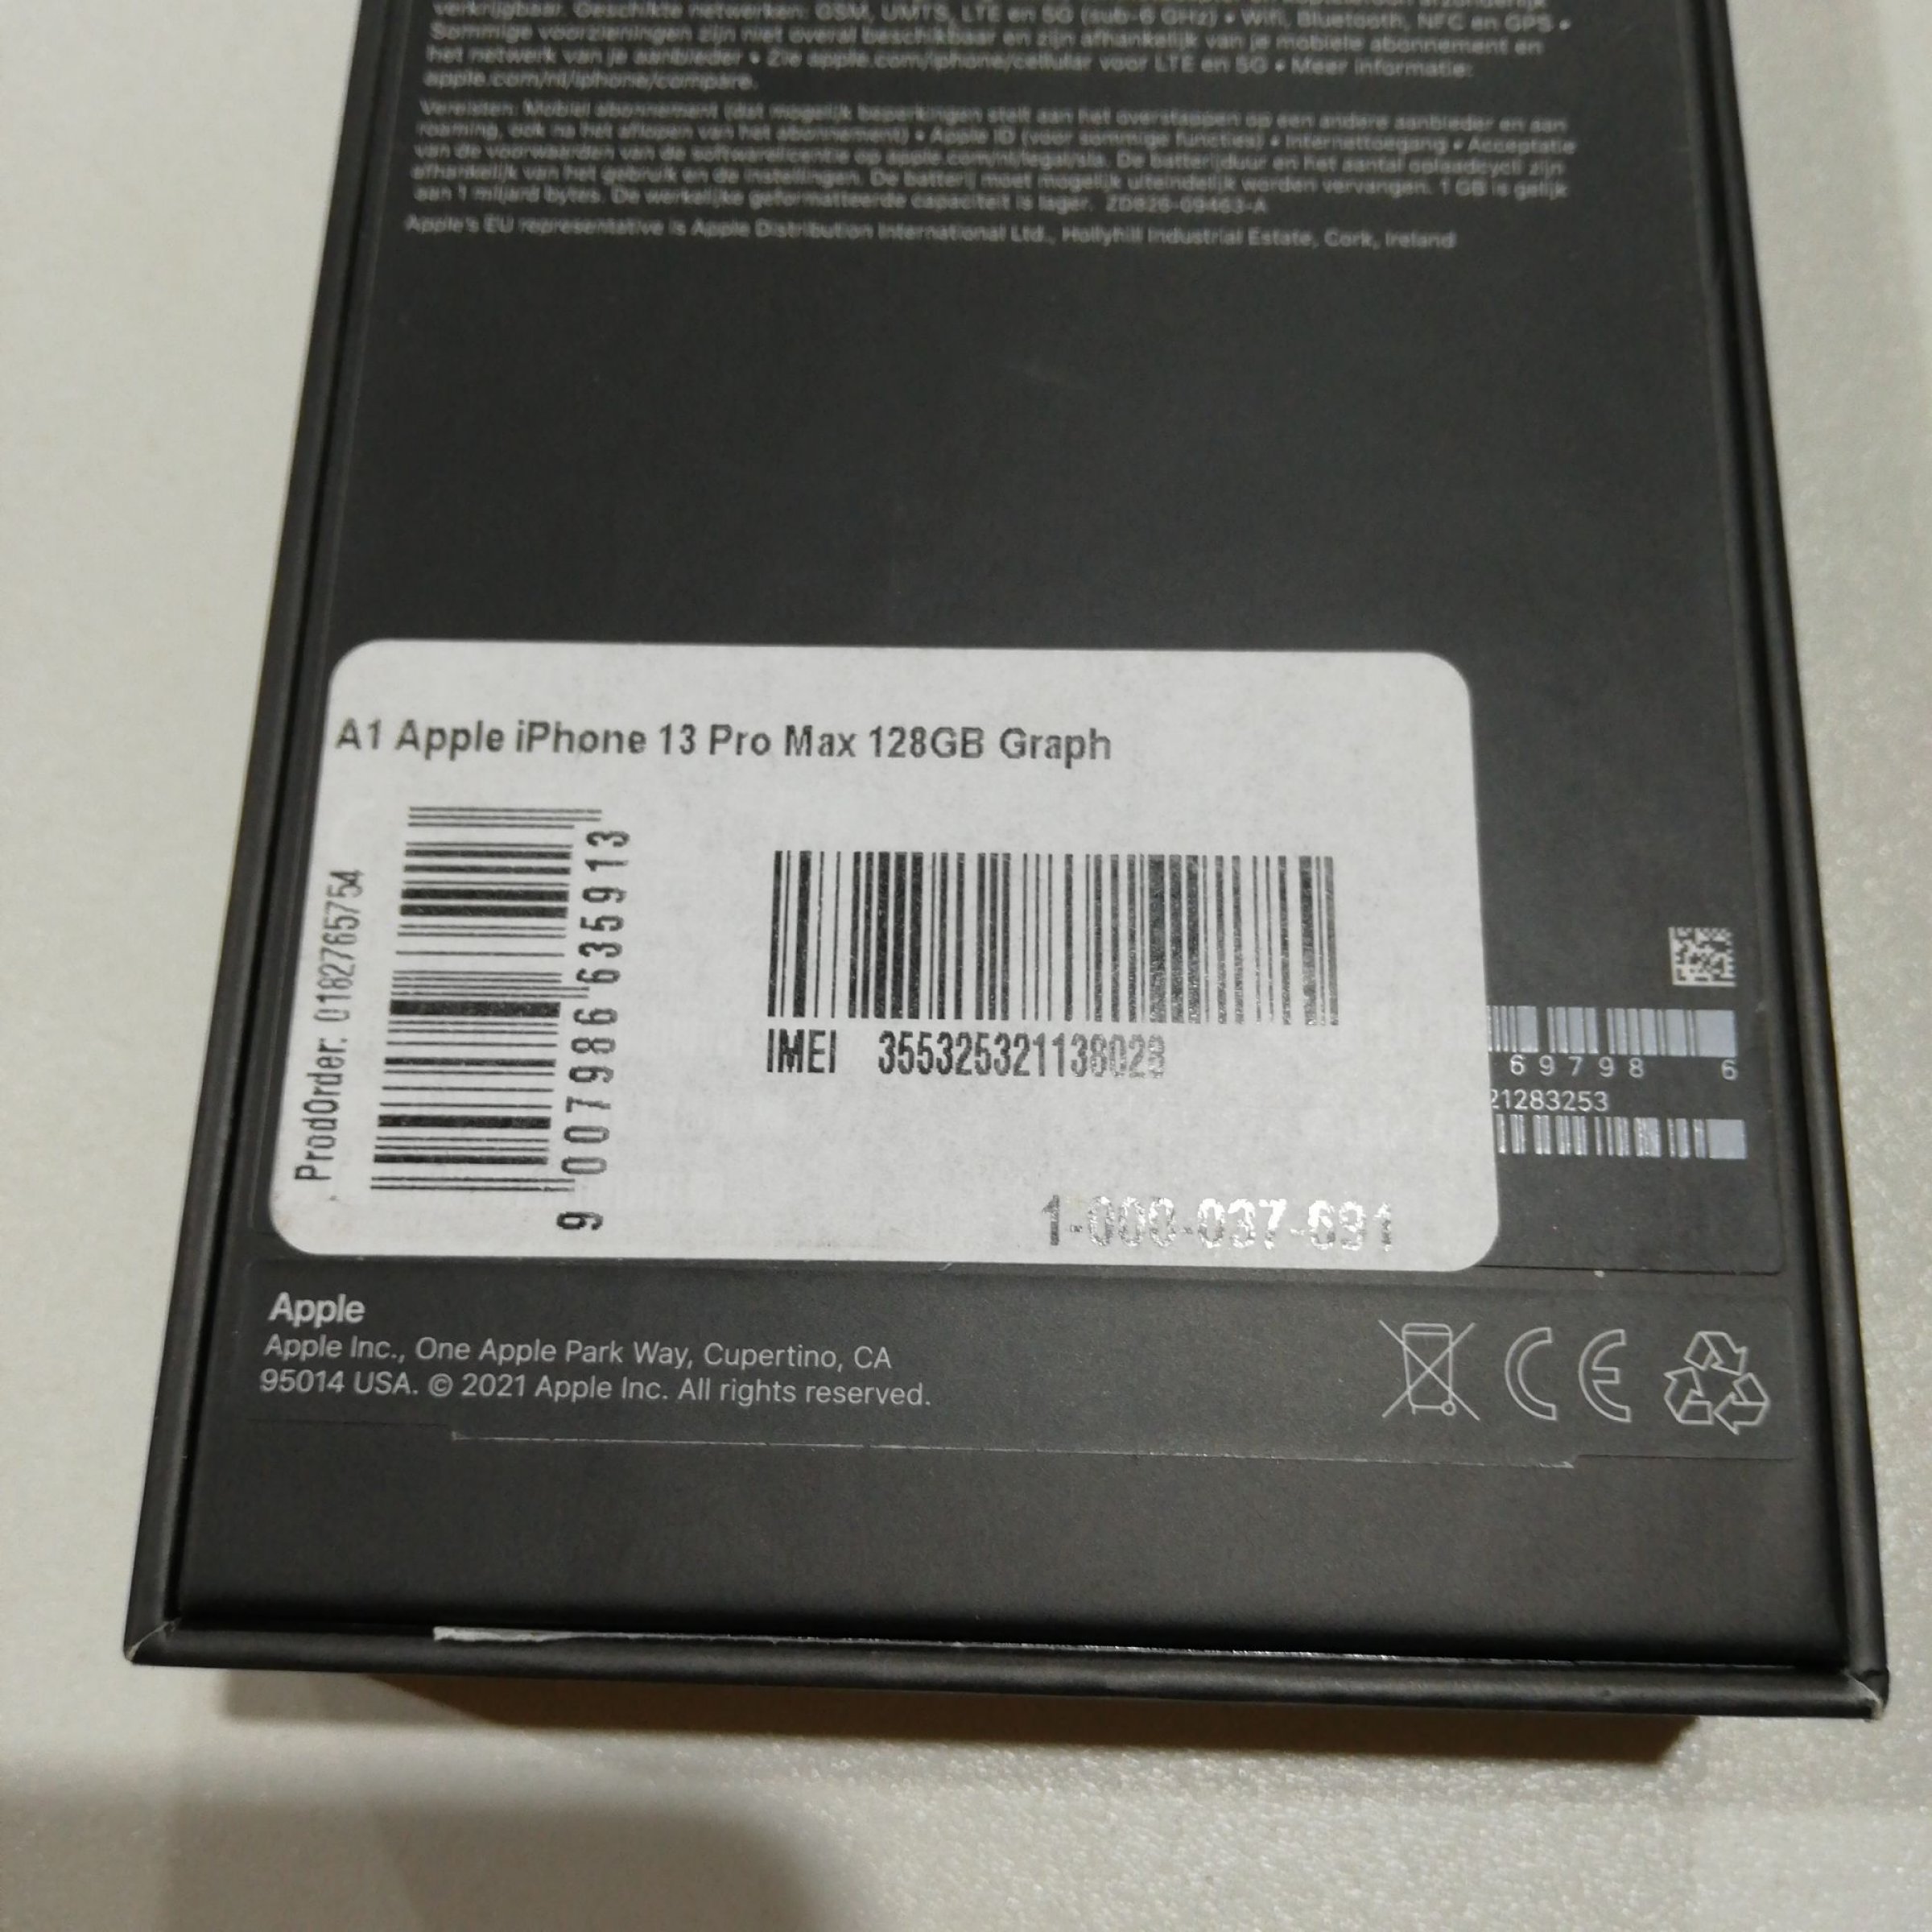 verkrijgbaar. Geschikte netwerken: GSM, UMTS, LTE en 5G (sub-6 GHz) • Wifi, Bluetooth, NFC en GPS •
Sommige voorzieningen zijn niet overal beschikbaar en zijn afhankelijk van je mobiele abonnement en
het netwerk van je aanbieder • Zie apple.com/iphone/cellular voor LTE en 5G • Meer informatie:
apple.com/nl/iphone/compare.
Vereisten: Mobiel abonnement (dat mogelijk beperkingen stelt aan het overstappen op een andere aanbieder en aan
roaming, ook na het aflopen van het abonnement) • Apple ID (voor sommige functies) • Internettoegang • Acceptatie
van de voorwaarden van de softwarelicentie op apple.com/nl/legal/sla. De batterijduur en het aantal oplaadcycli zijn
afhankelijk van het gebruik en de instellingen. De batterij moet mogelijk uiteindelijk worden vervangen. 1 GB is gelijk
aan 1 miljard bytes. De werkelijke geformatteerde capaciteit is lager. ZD826-09463-A
Apple's EU representative is Apple Distribution International Ltd., Hollyhill Industrial Estate, Cork, Ireland
A1 Apple iPhone 13 Pro Max 128GB Graph
ProdOrder: 0182765754
9 007986 635913
IMEI 355325321138028
69798 6
21283253
1-000-037-691
Apple
Apple Inc., One Apple Park Way, Cupertino, CA
95014 USA. © 2021 Apple Inc. All rights reserved.
CE